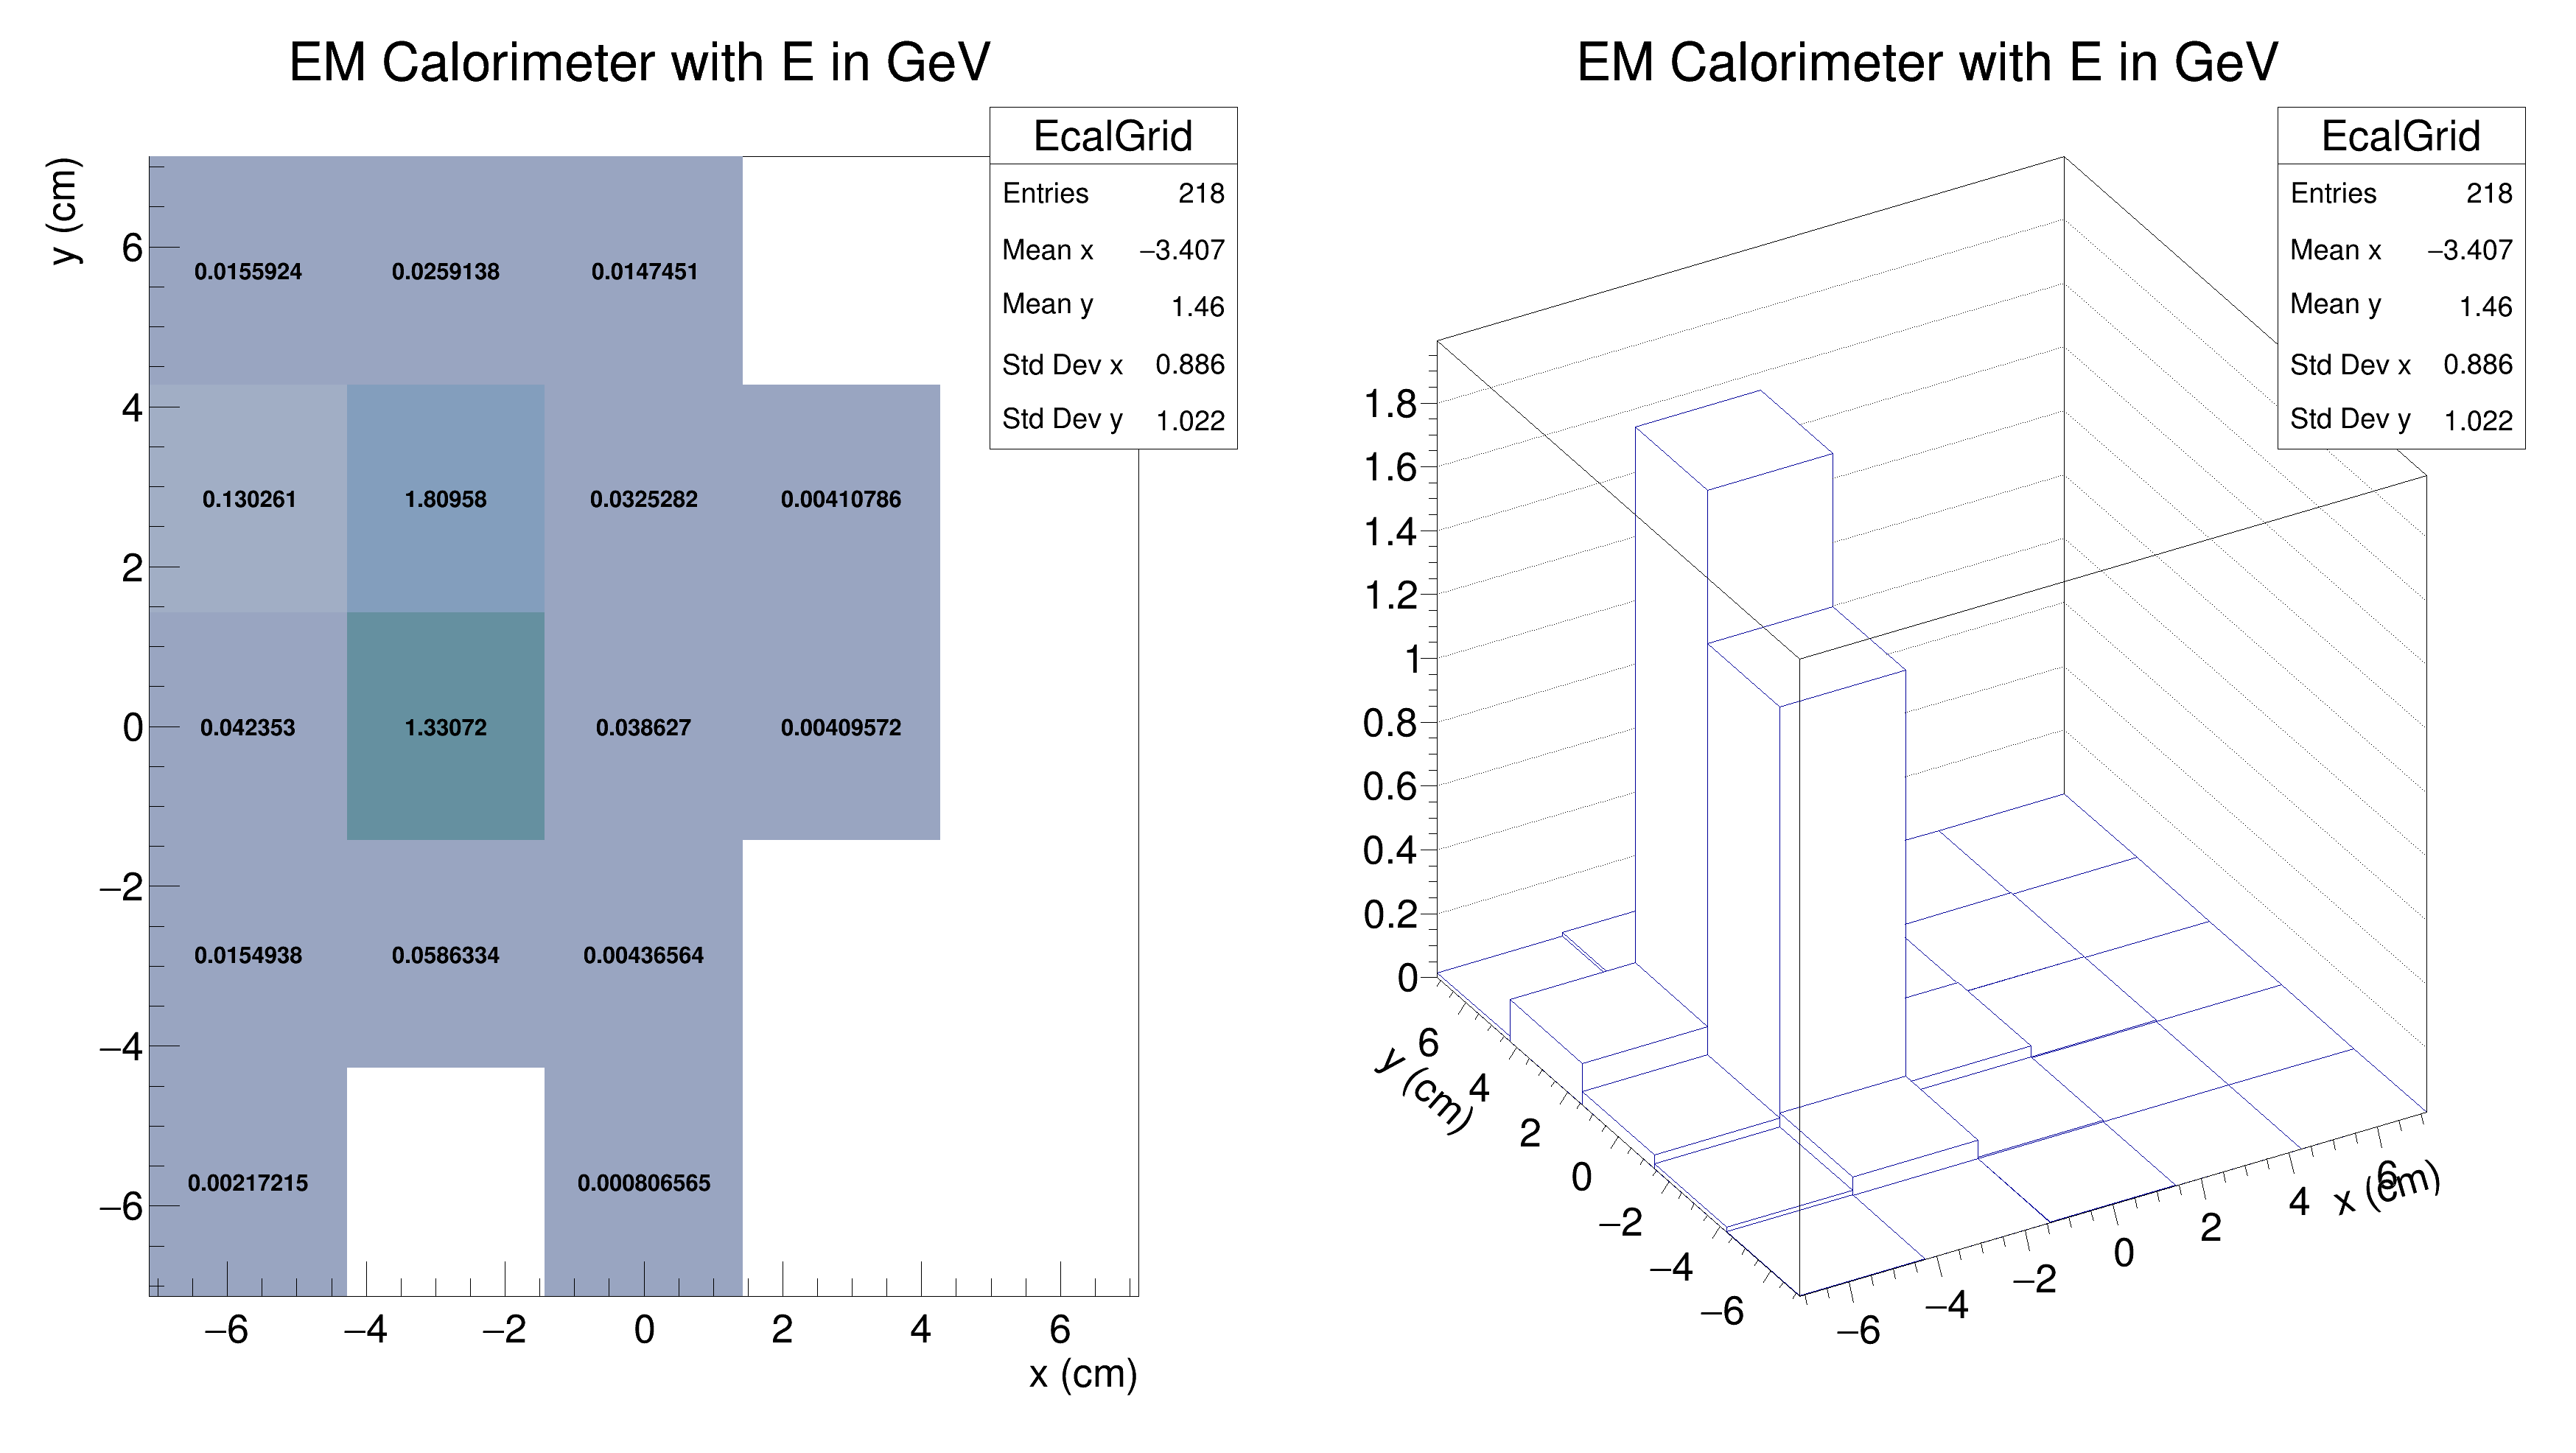 EM Calorimeter with E in GeV
EcalGrid
Entries 218
Mean x −3.407
Mean y 1.46
Std Dev x 0.886
Std Dev y 1.022
y (cm)
6
4
2
0
−2
−4
−6
0.0155924 0.0259138 0.0147451
0.130261 1.80958 0.0325282 0.00410786
0.042353 1.33072 0.038627 0.00409572
0.0154938 0.0586334 0.00436564
0.00217215 0.000806565
−6 −4 −2 0 2 4 6
x (cm)
EM Calorimeter with E in GeV
EcalGrid
Entries 218
Mean x −3.407
Mean y 1.46
Std Dev x 0.886
Std Dev y 1.022
1.8
1.6
1.4
1.2
1
0.8
0.6
0.4
0.2
0
6
4
2
0
−2
−4
−6
y (cm)
−6 −4 −2 0 2 4 6
x (cm)